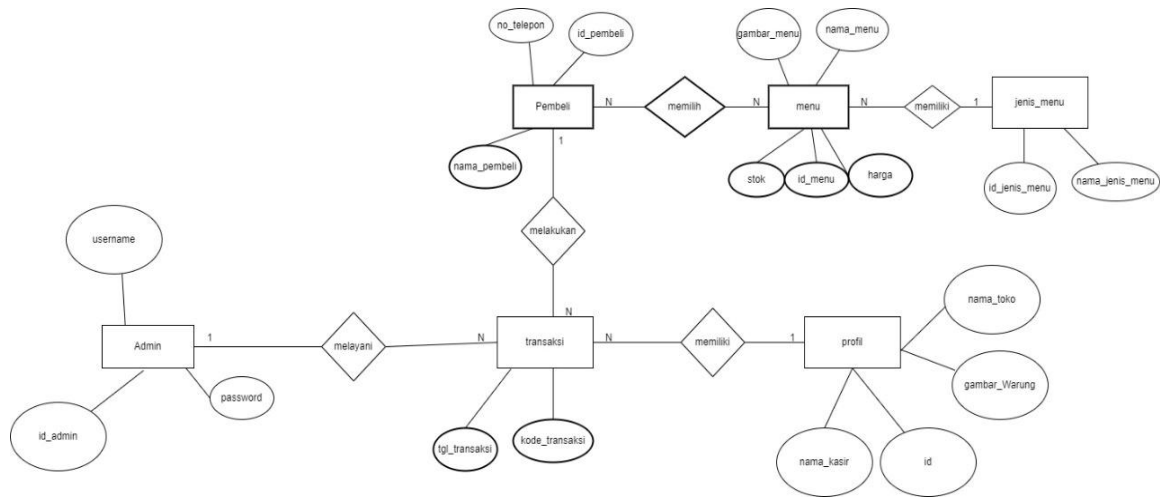 no_telepon
id_pembeli
gambar_menu
nama_menu
Pembeli
N
memilih
N
menu
N
memiliki
1
jenis_menu
1
nama_pembeli
stok
id_menu
harga
id_jenis_menu
nama_jenis_menu
melakukan
username
nama_toko
N
Admin
1
melayani
N
transaksi
N
memiliki
1
profil
gambar_Warung
password
id_admin
tgl_transaksi
kode_transaksi
nama_kasir
id